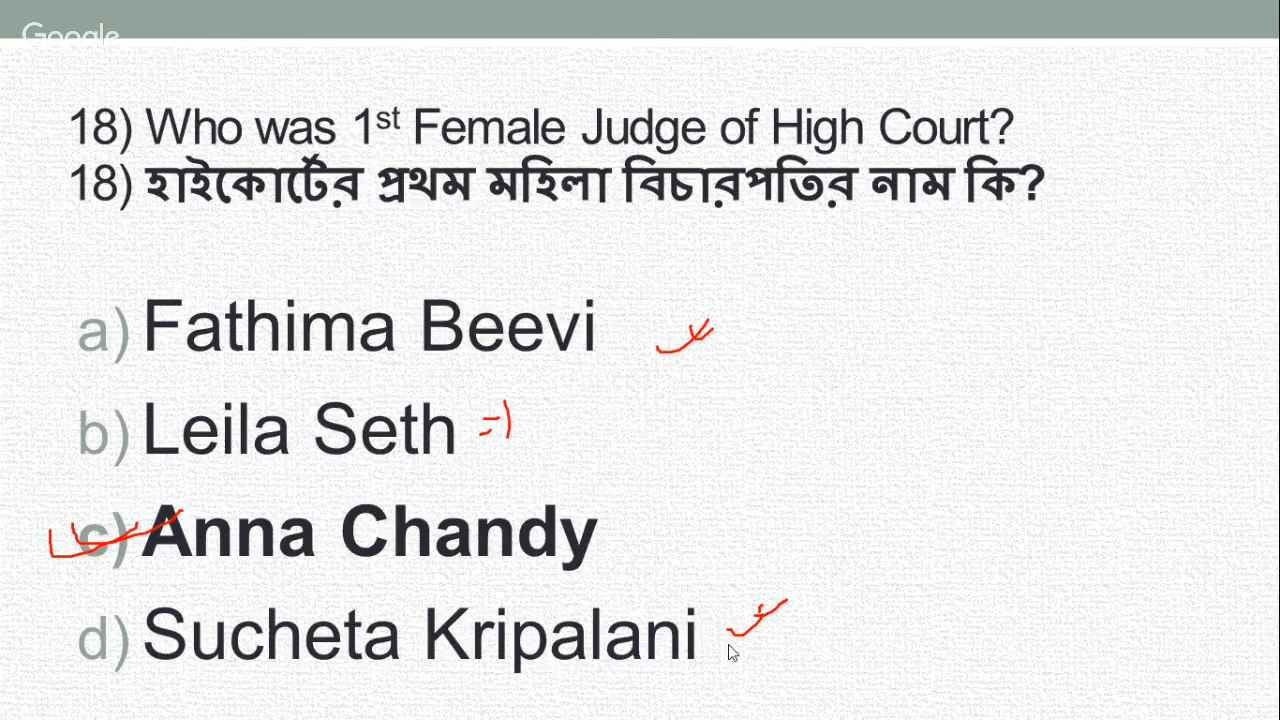 Google
18) Who was 1st Female Judge of High Court?
18) হাইকোর্টের প্রথম মহিলা বিচারপতির নাম কি?
a) Fathima Beevi
b) Leila Seth
c) Anna Chandy
d) Sucheta Kripalani